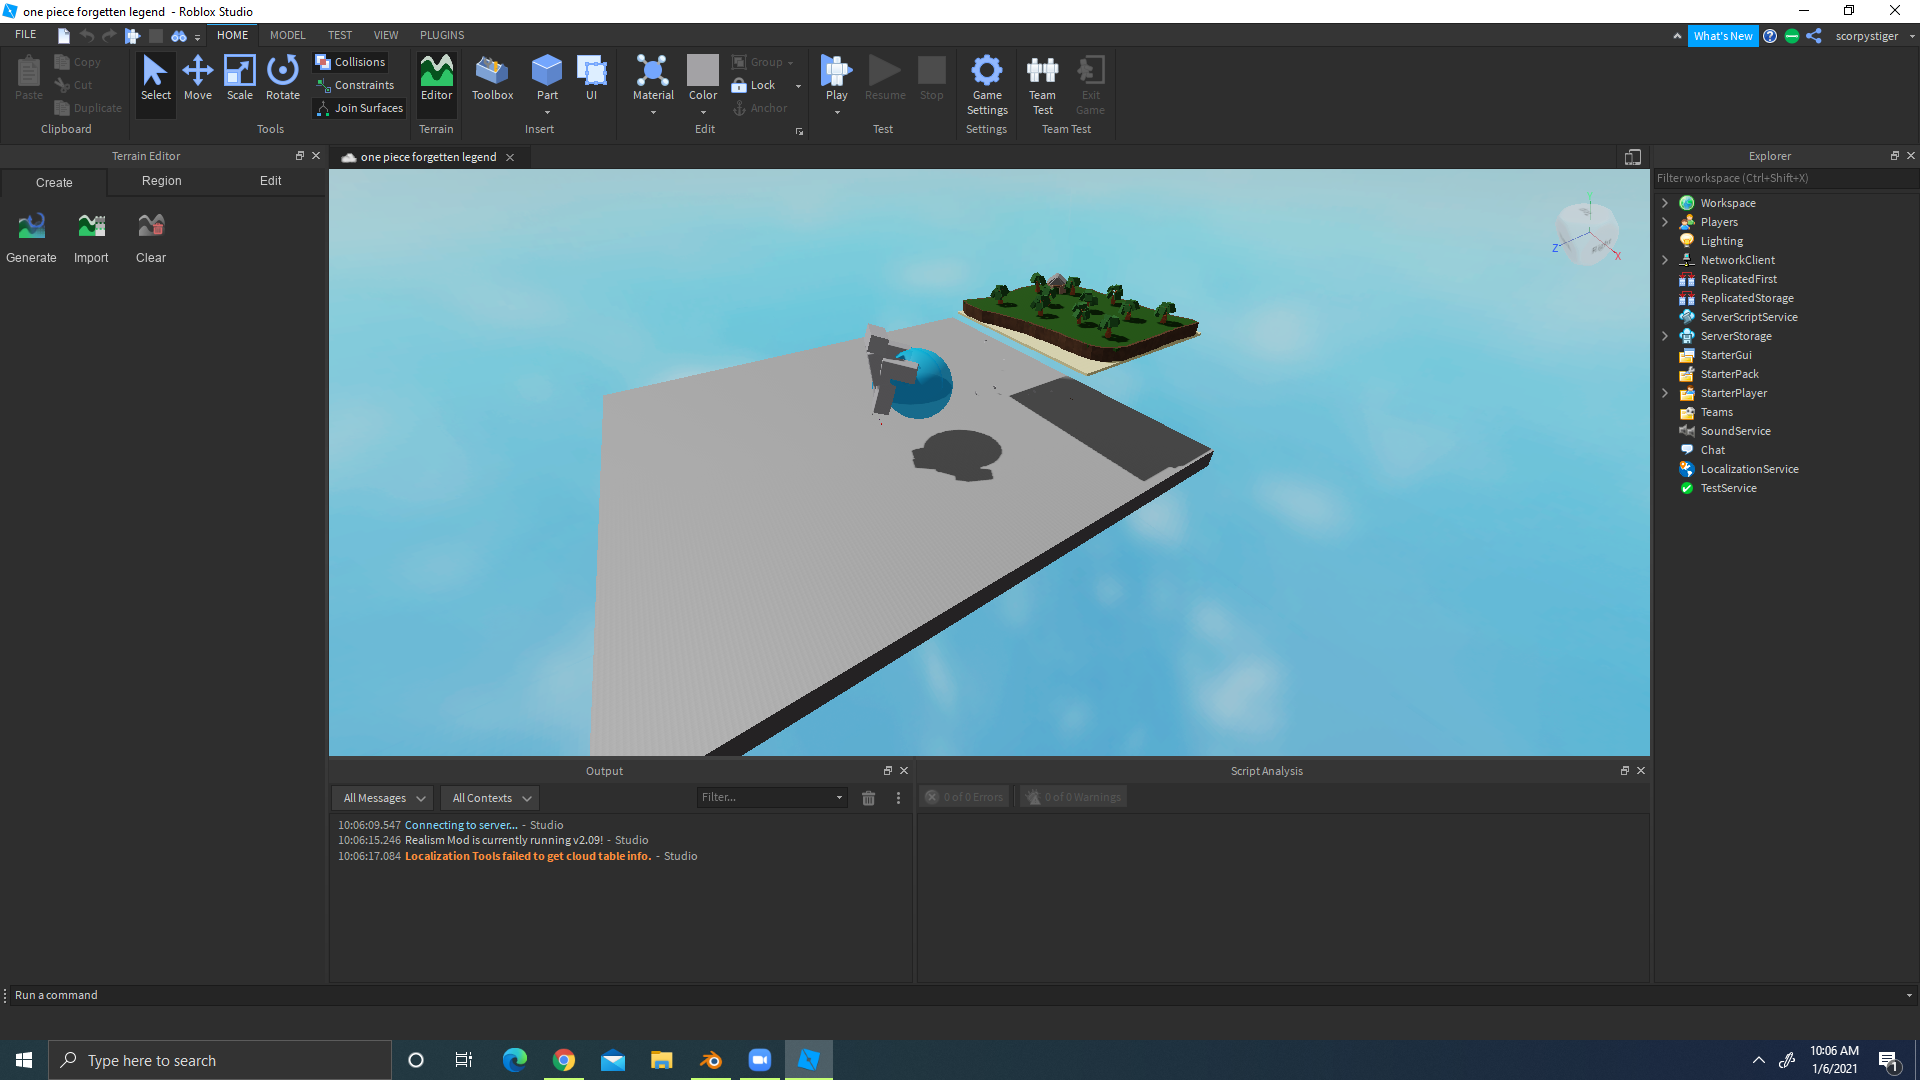 one piece forgetten legend - Roblox Studio
FILE HOME MODEL TEST VIEW PLUGINS What's New scorpystiger
Paste Copy Cut Duplicate Clipboard
Select Move Scale Rotate Collisions Constraints Join Surfaces Tools
Editor Terrain
Toolbox Part UI Insert
Material Color Group Lock Anchor Edit
Play Resume Stop Test
Game Settings Settings
Team Test Exit Game Team Test
Terrain Editor
Create Region Edit
Generate Import Clear
one piece forgetten legend
Z X Y
Explorer
Filter workspace (Ctrl+Shift+X)
Workspace
Players
Lighting
NetworkClient
ReplicatedFirst
ReplicatedStorage
ServerScriptService
ServerStorage
StarterGui
StarterPack
StarterPlayer
Teams
SoundService
Chat
LocalizationService
TestService
Output
All Messages All Contexts Filter...
10:06:09.547 Connecting to server... - Studio
10:06:15.246 Realism Mod is currently running v2.09! - Studio
10:06:17.084 Localization Tools failed to get cloud table info. - Studio
Script Analysis
0 of 0 Errors 0 of 0 Warnings
Run a command
Type here to search
10:06 AM
1/6/2021
1